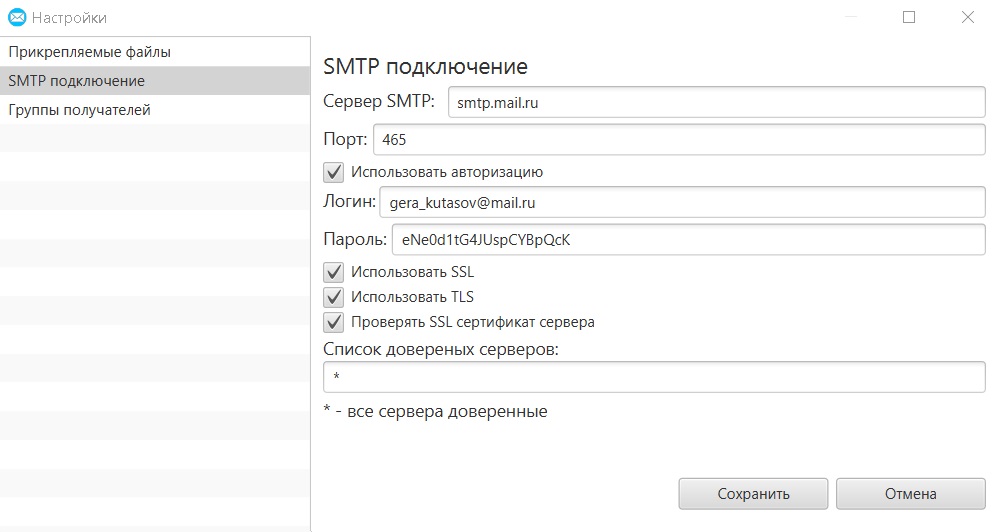 Настройки
Прикрепляемые файлы
SMTP подключение
Группы получателей
SMTP подключение
Сервер SMTP: smtp.mail.ru
Порт: 465
Использовать авторизацию
Логин: gera_kutasov@mail.ru
Пароль: eNe0d1tG4JUspCYBpQcK
Использовать SSL
Использовать TLS
Проверять SSL сертификат сервера
Список довереных серверов:
*
* - все сервера доверенные
Сохранить Отмена